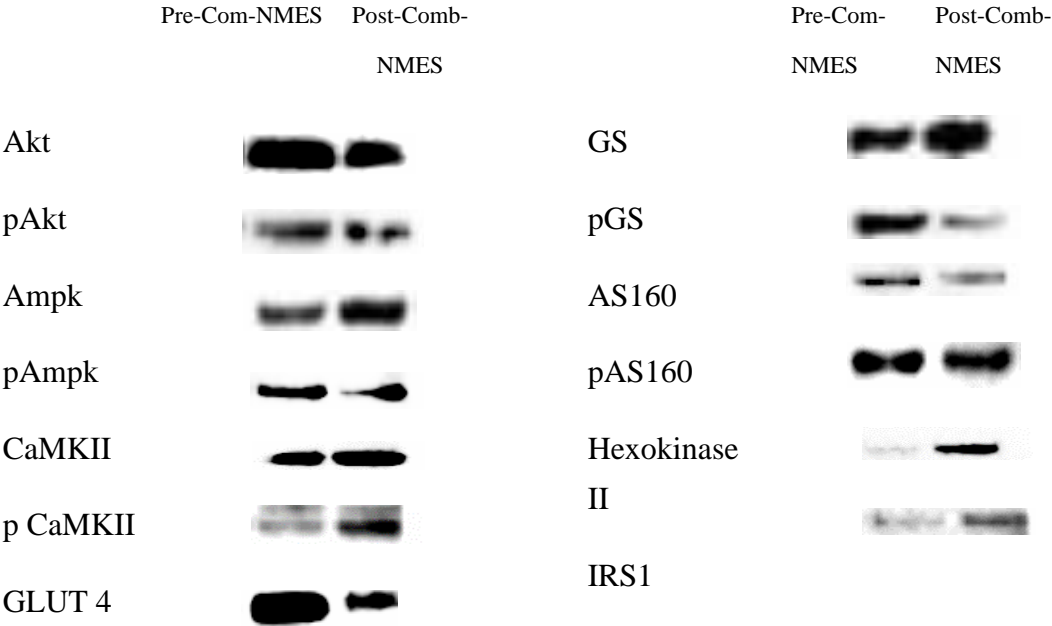 Pre-Com-NMES Post-Comb-
NMES
Akt
pAkt
Ampk
pAmpk
CaMKII
p CaMKII
GLUT 4
Pre-Com- Post-Comb-
NMES NMES
GS
pGS
AS160
pAS160
Hexokinase
II
IRS1